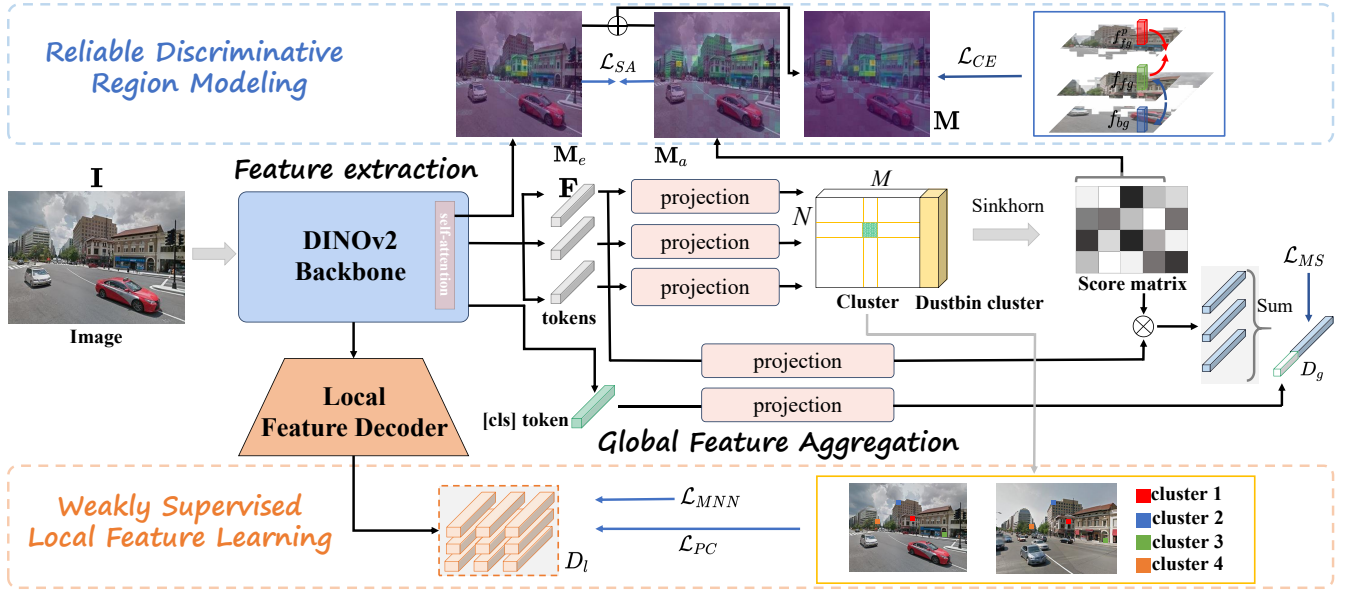 Reliable Discriminative
Region Modeling
𝓛_SA
𝓛_CE
f_fg^p
f_fg
f_bg
M
M_e
M_a
I
Feature extraction
F
projection
M
N
Sinkhorn
DINOv2
Backbone
self-attention
projection
projection
tokens
Cluster
Dustbin cluster
Score matrix
𝓛_MS
Sum
Image
projection
D_g
Local
Feature Decoder
[cls] token
projection
Global Feature Aggregation
Weakly Supervised
Local Feature Learning
D_l
𝓛_MNN
𝓛_PC
cluster 1
cluster 2
cluster 3
cluster 4